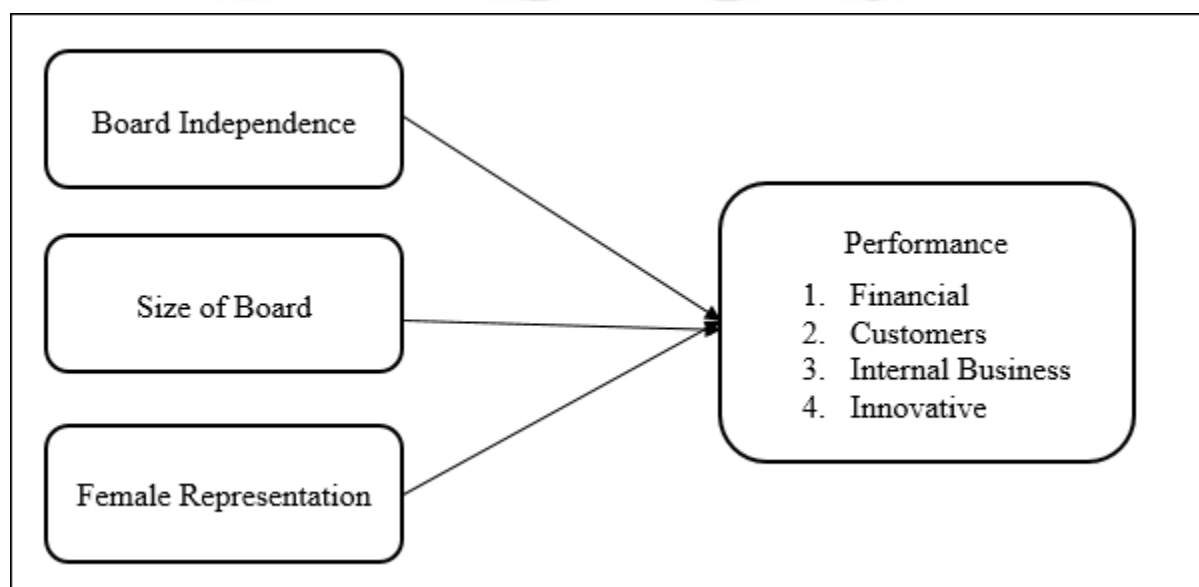 Board Independence
Size of Board
Female Representation
Performance
1. Financial
2. Customers
3. Internal Business
4. Innovative